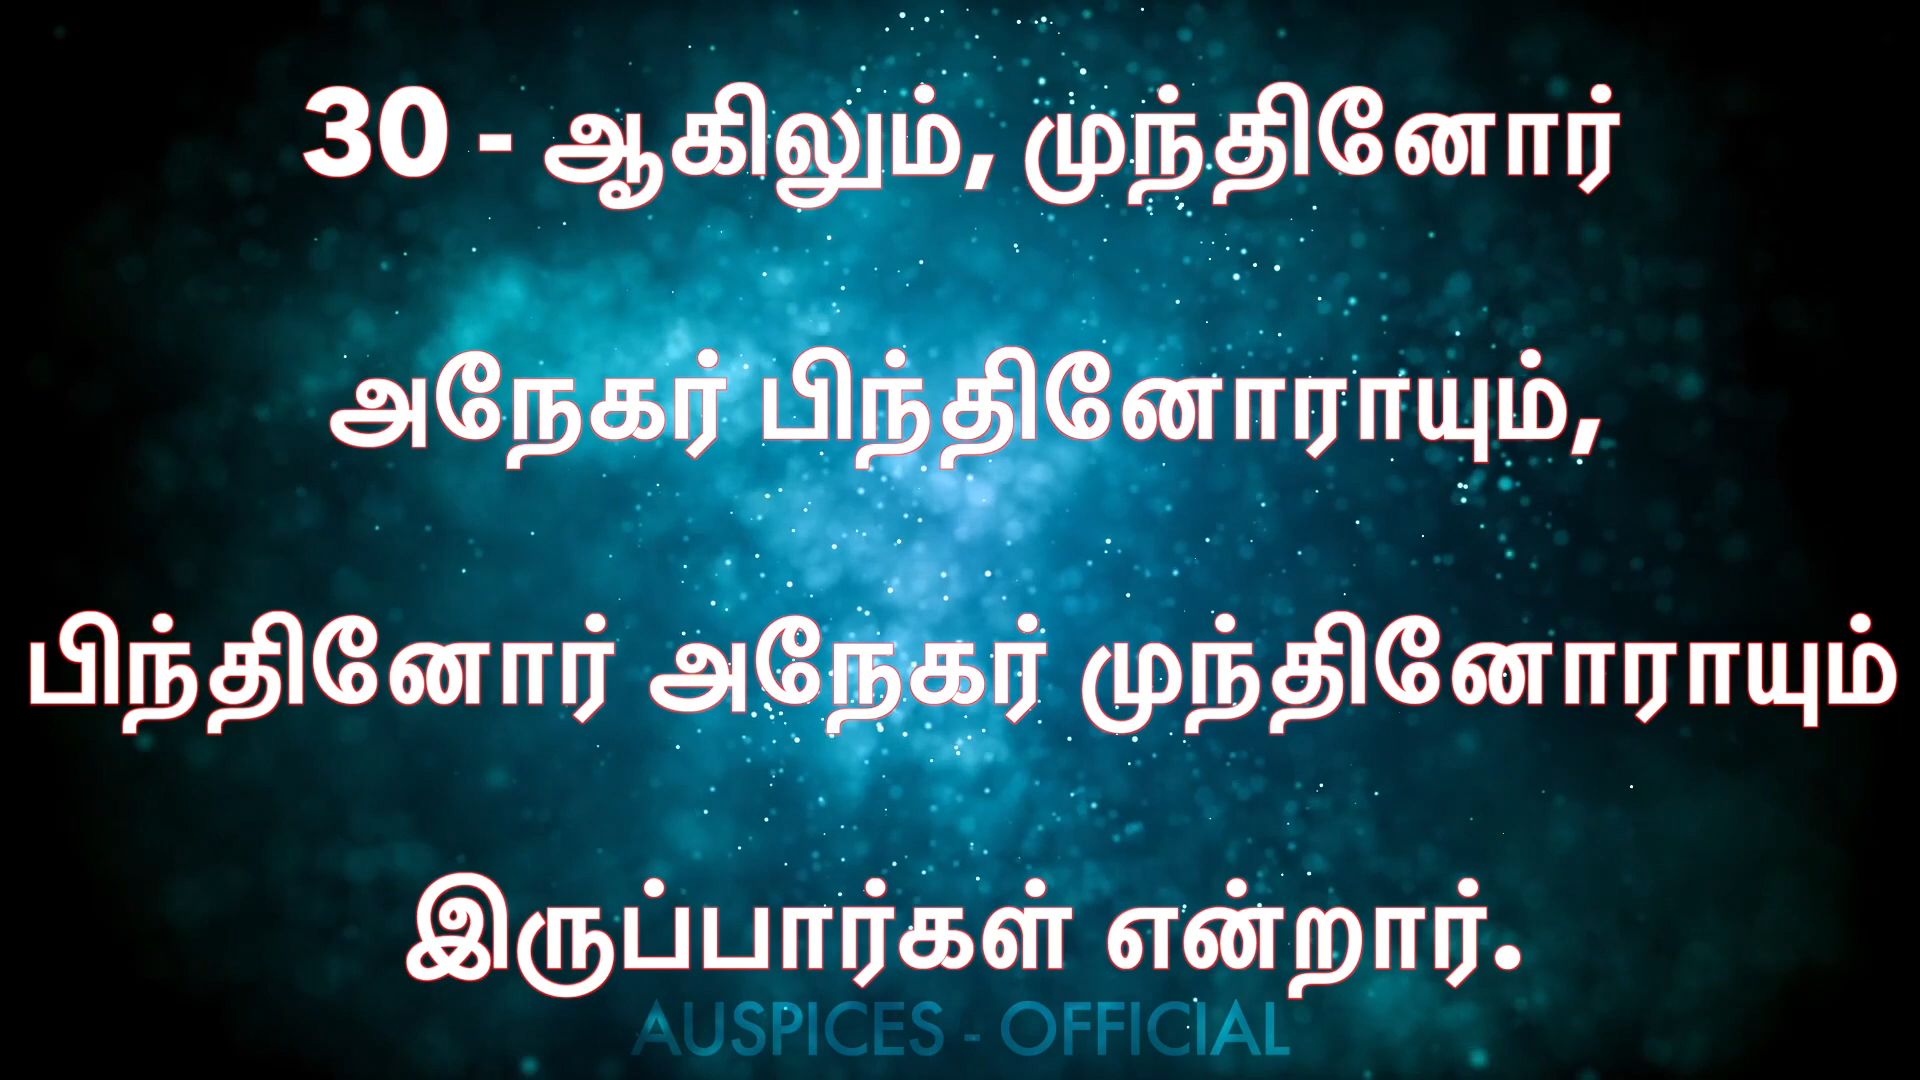 30 - ஆகிலும், முந்தினோர்
அநேகர் பிந்தினோராயும்,
பிந்தினோர் அநேகர் முந்தினோராயும்
இருப்பார்கள் என்றார்.
AUSPICES - OFFICIAL